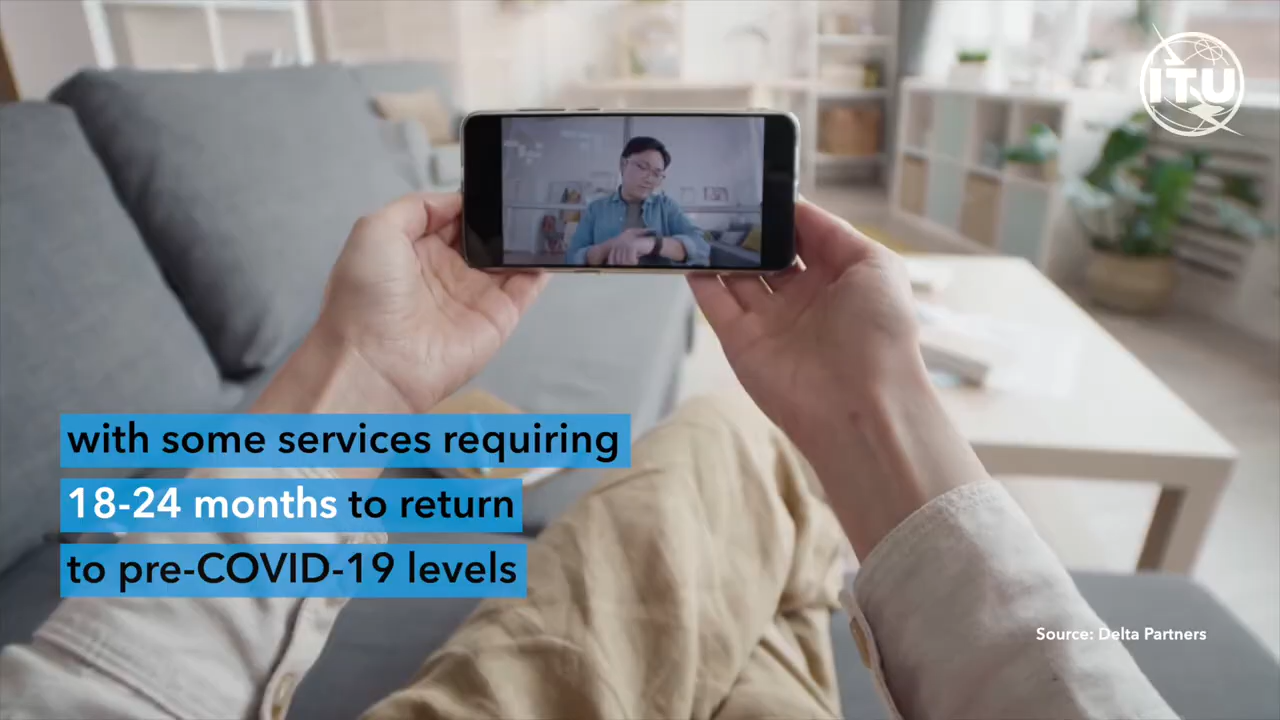 ITU
with some services requiring
18-24 months to return
to pre-COVID-19 levels
Source: Delta Partners